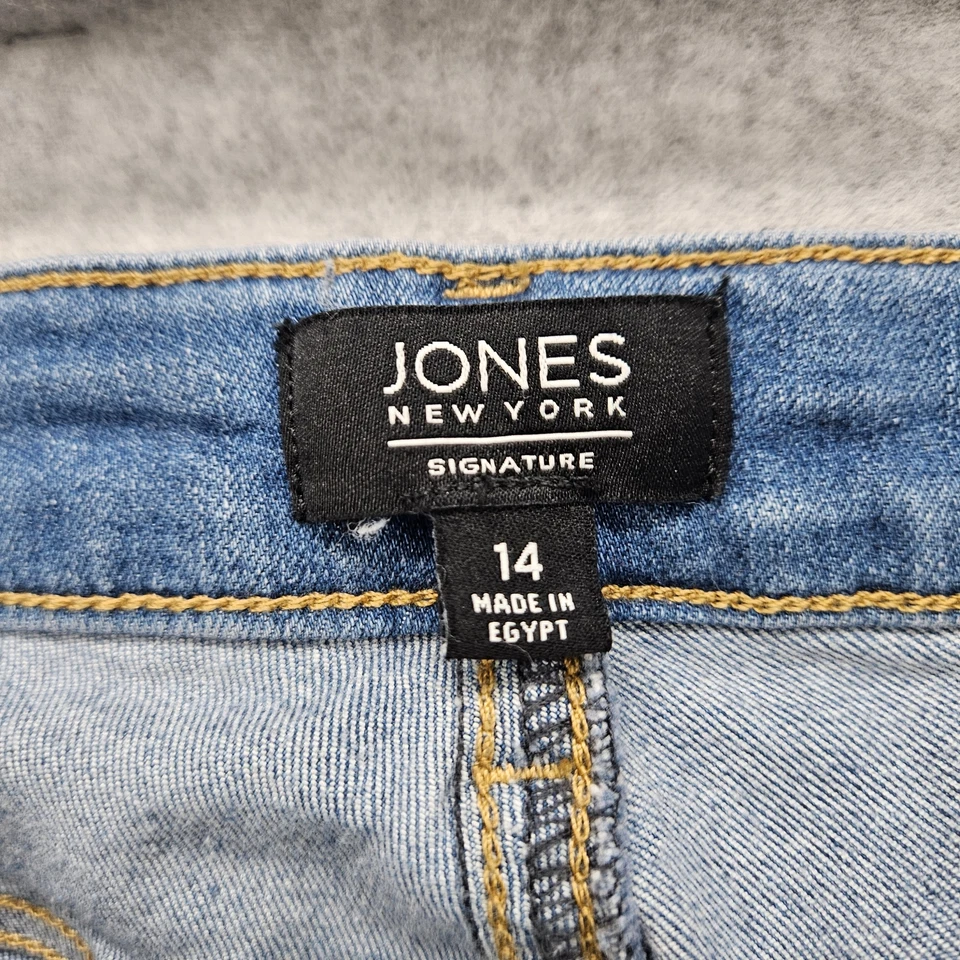 JONES
NEW YORK
SIGNATURE
14
MADE IN
EGYPT